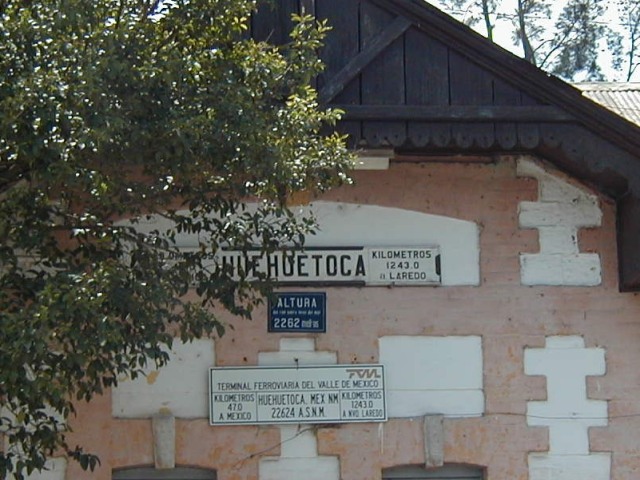 HUEHUETOCA
KILOMETROS
1243.0
A LAREDO
ALTURA
2262 metros
TERMINAL FERROVIARIA DEL VALLE DE MEXICO
KILOMETROS
47.0
A MEXICO
HUEHUETOCA, MEX NM
22624 A.S.N.M.
KILOMETROS
1243.0
A NVO. LAREDO